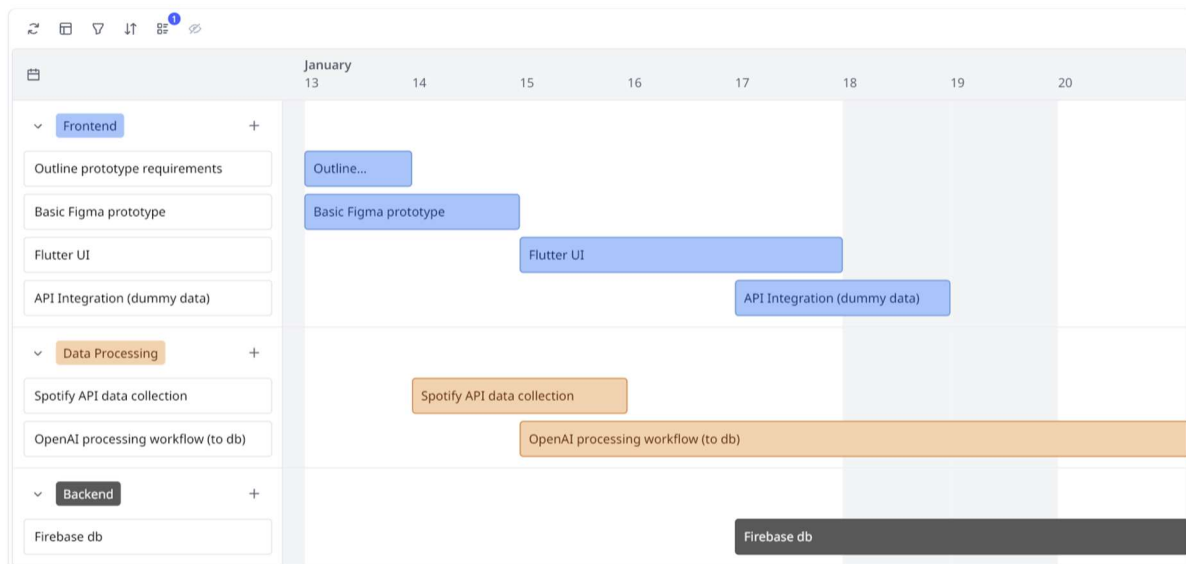 1
January
13 14 15 16 17 18 19 20
Frontend
Outline prototype requirements
Outline...
Basic Figma prototype
Basic Figma prototype
Flutter UI
Flutter UI
API Integration (dummy data)
API Integration (dummy data)
Data Processing
Spotify API data collection
Spotify API data collection
OpenAI processing workflow (to db)
OpenAI processing workflow (to db)
Backend
Firebase db
Firebase db